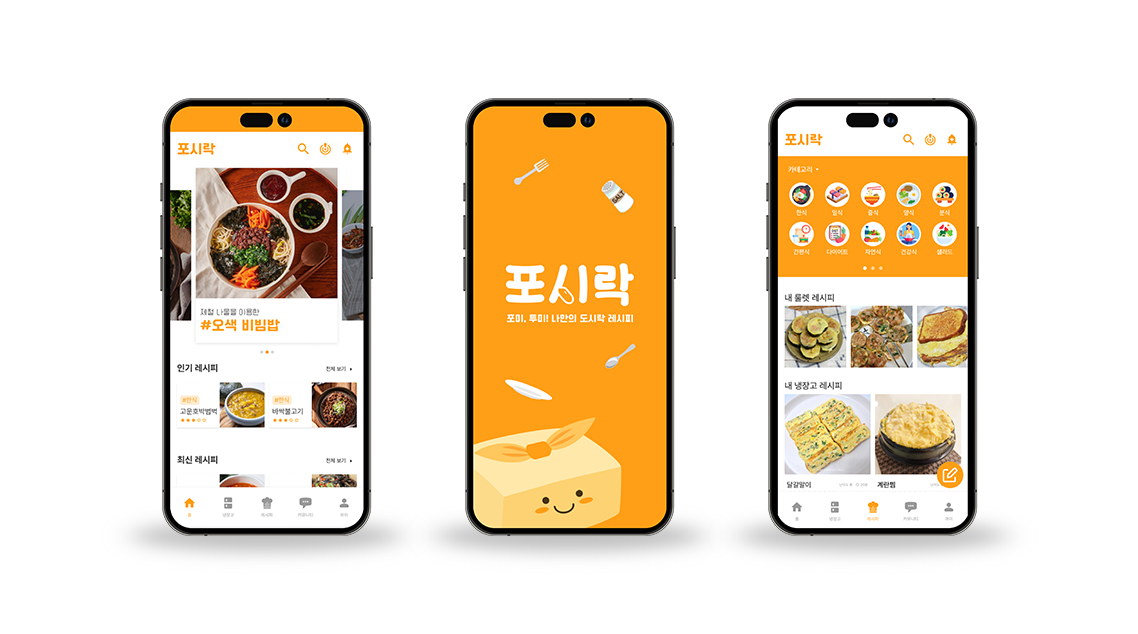 포시락
제철 나물을 이용한
#오색 비빔밥
인기 레시피
전체 보기
#한식
고운호박범벅
#한식
바싹불고기
최신 레시피
전체 보기
홈
냉장고
레시피
커뮤니티
마이
SALT
포시락
포미, 투미! 나만의 도시락 레시피
포시락
카테고리
한식
일식
중식
양식
분식
간편식
다이어트
자연식
건강식
샐러드
내 룰렛 레시피
내 냉장고 레시피
달걀말이
계란찜
홈
냉장고
레시피
커뮤니티
마이